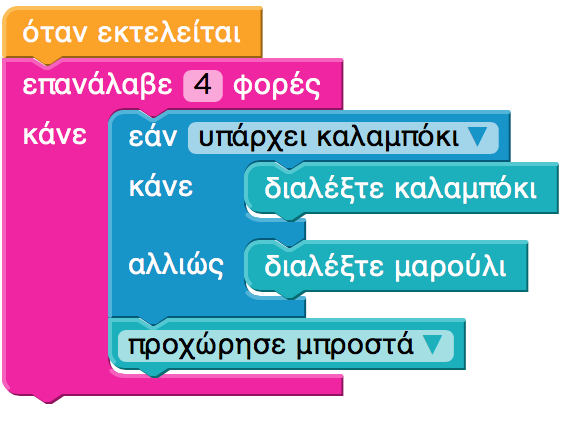 όταν εκτελείται
επανάλαβε 4 φορές
κάνε εάν υπάρχει καλαμπόκι ▼
κάνε διαλέξτε καλαμπόκι
αλλιώς διαλέξτε μαρούλι
προχώρησε μπροστά ▼